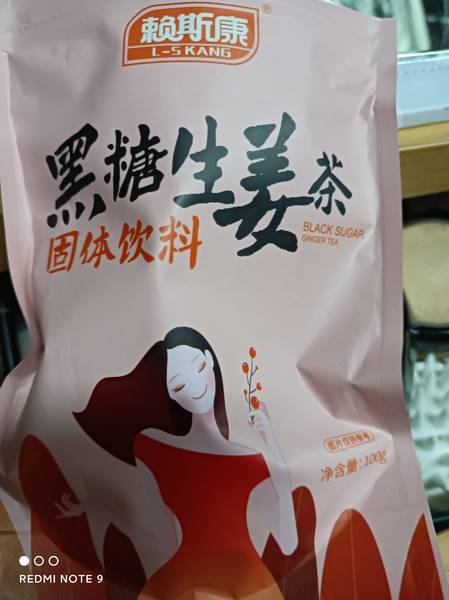 赖斯康®
L-SKANG
黑糖生姜茶
BLACK SUGAR
GINGER TEA
固体饮料
图片仅供参考
净含量:100g
REDMI NOTE 9